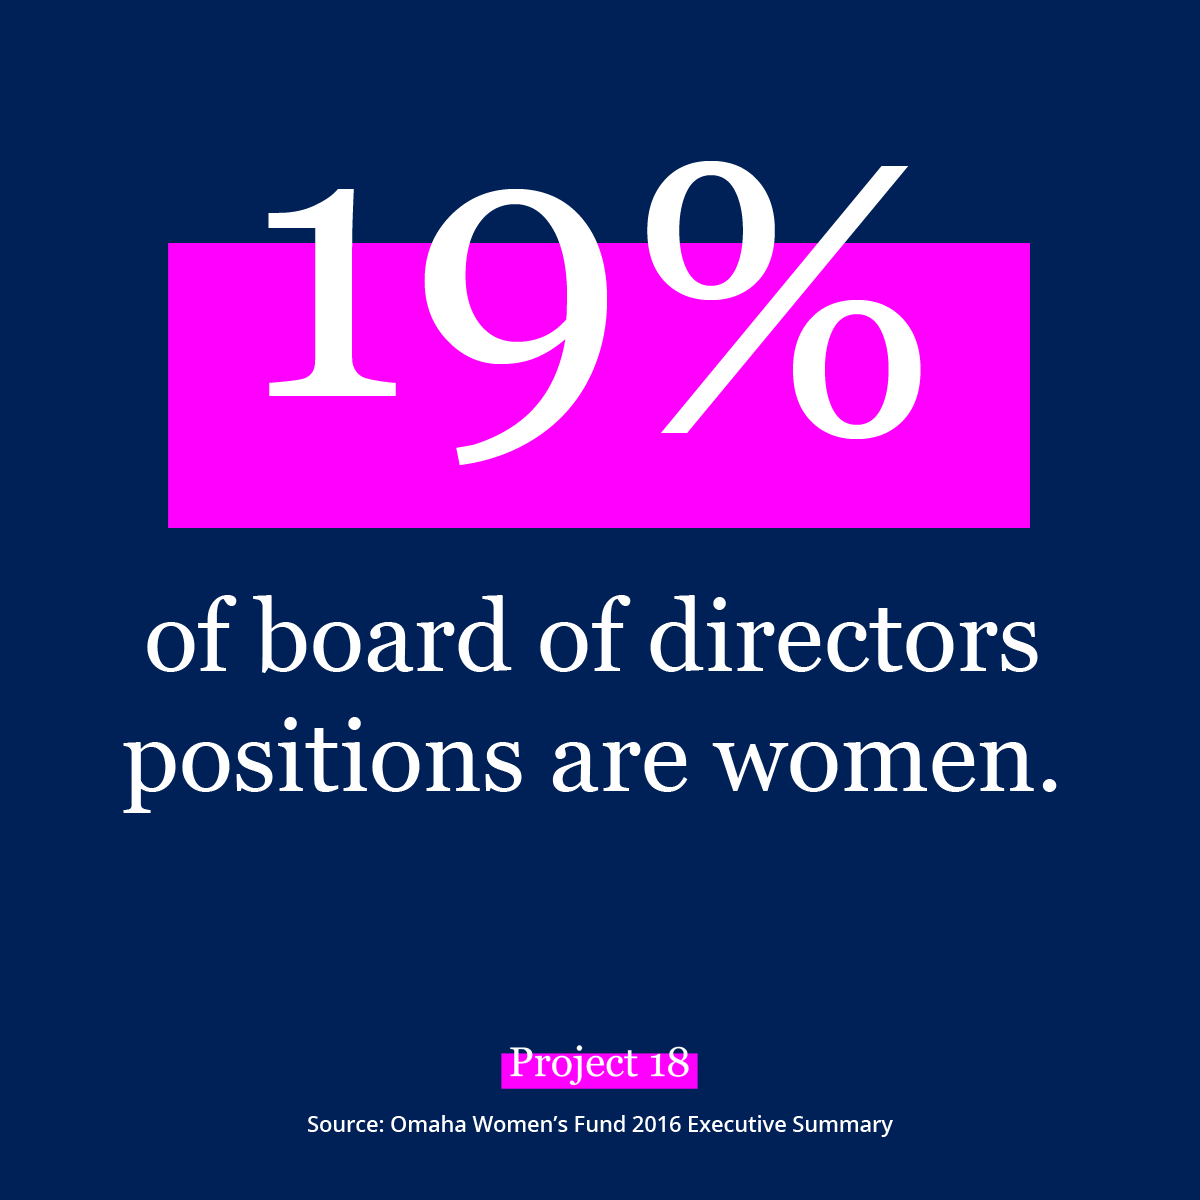 19%
of board of directors
positions are women.
Project 18
Source: Omaha Women’s Fund 2016 Executive Summary